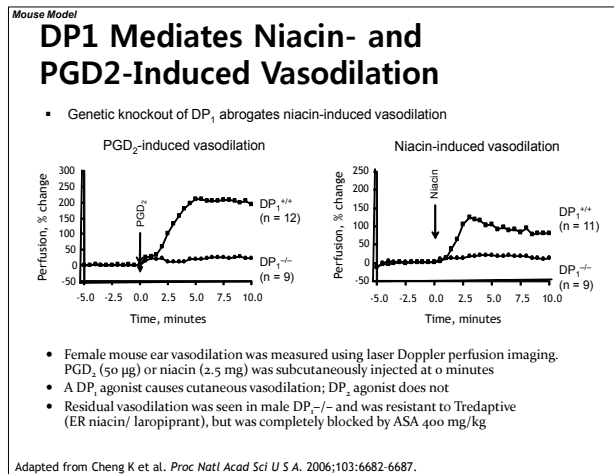 Mouse Model
DP1 Mediates Niacin- and
PGD2-Induced Vasodilation
▪ Genetic knockout of DP₁ abrogates niacin-induced vasodilation
PGD₂-induced vasodilation
Perfusion, % change
300
250
200
150
100
50
0
-50
PGD₂
DP₁⁺/⁺
(n = 12)
DP₁⁻/⁻
(n = 9)
-5.0 -2.5 0.0 2.5 5.0 7.5 10.0
Time, minutes
Niacin-induced vasodilation
Perfusion, % change
250
200
150
100
50
0
-50
Niacin
DP₁⁺/⁺
(n = 11)
DP₁⁻/⁻
(n = 9)
-5.0 -2.5 0.0 2.5 5.0 7.5 10.0
Time, minutes
• Female mouse ear vasodilation was measured using laser Doppler perfusion imaging.
PGD₂ (50 µg) or niacin (2.5 mg) was subcutaneously injected at 0 minutes
• A DP₁ agonist causes cutaneous vasodilation; DP₂ agonist does not
• Residual vasodilation was seen in male DP₁−/− and was resistant to Tredaptive
(ER niacin/ laropiprant), but was completely blocked by ASA 400 mg/kg
Adapted from Cheng K et al. Proc Natl Acad Sci U S A. 2006;103:6682-6687.